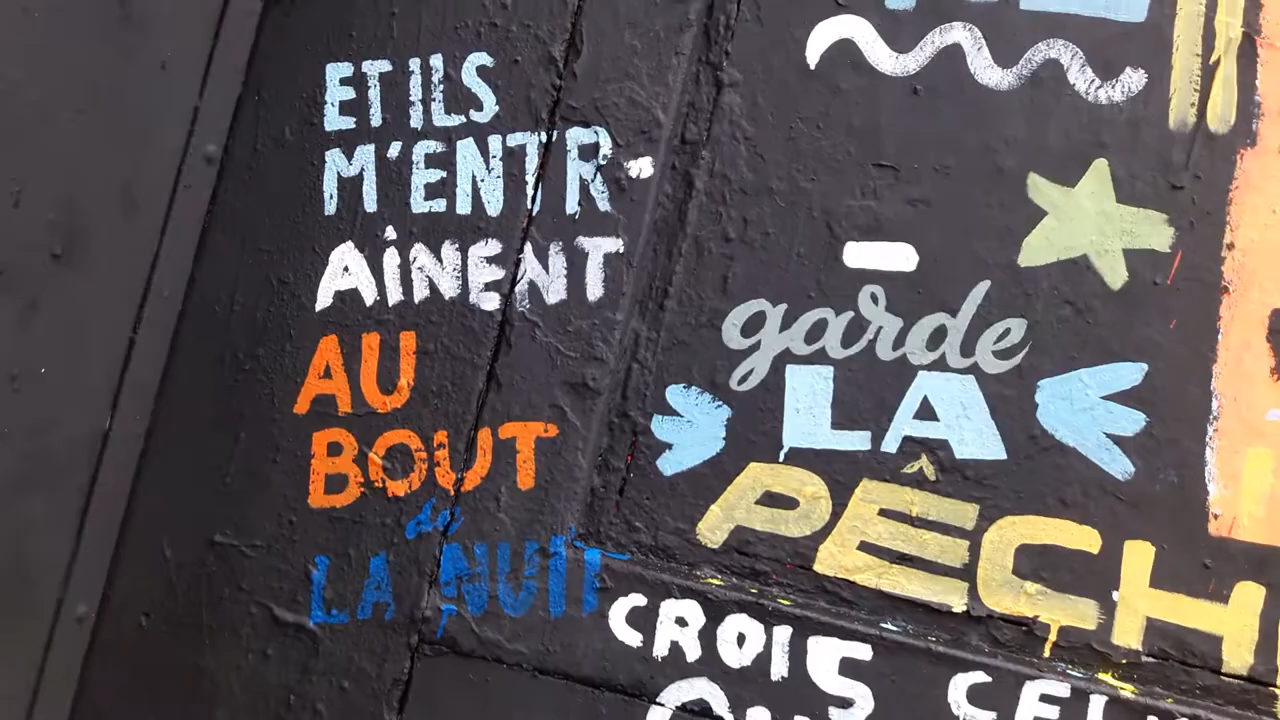 ET ILS
M'ENTR-
AINENT
AU
BOUT
de
LA NUIT
garde
LA
PÊCH
CROIS